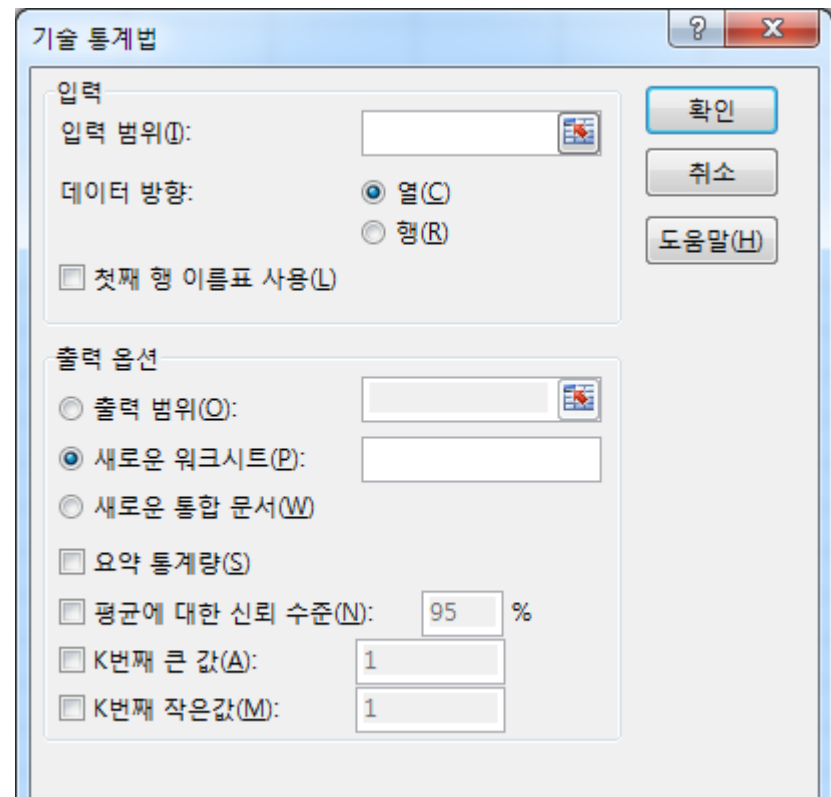 기술 통계법
입력
입력 범위(I):
확인
데이터 방향:
열(C)
취소
행(R)
도움말(H)
첫째 행 이름표 사용(L)
출력 옵션
출력 범위(O):
새로운 워크시트(P):
새로운 통합 문서(W)
요약 통계량(S)
평균에 대한 신뢰 수준(N): 95 %
K번째 큰 값(A): 1
K번째 작은값(M): 1